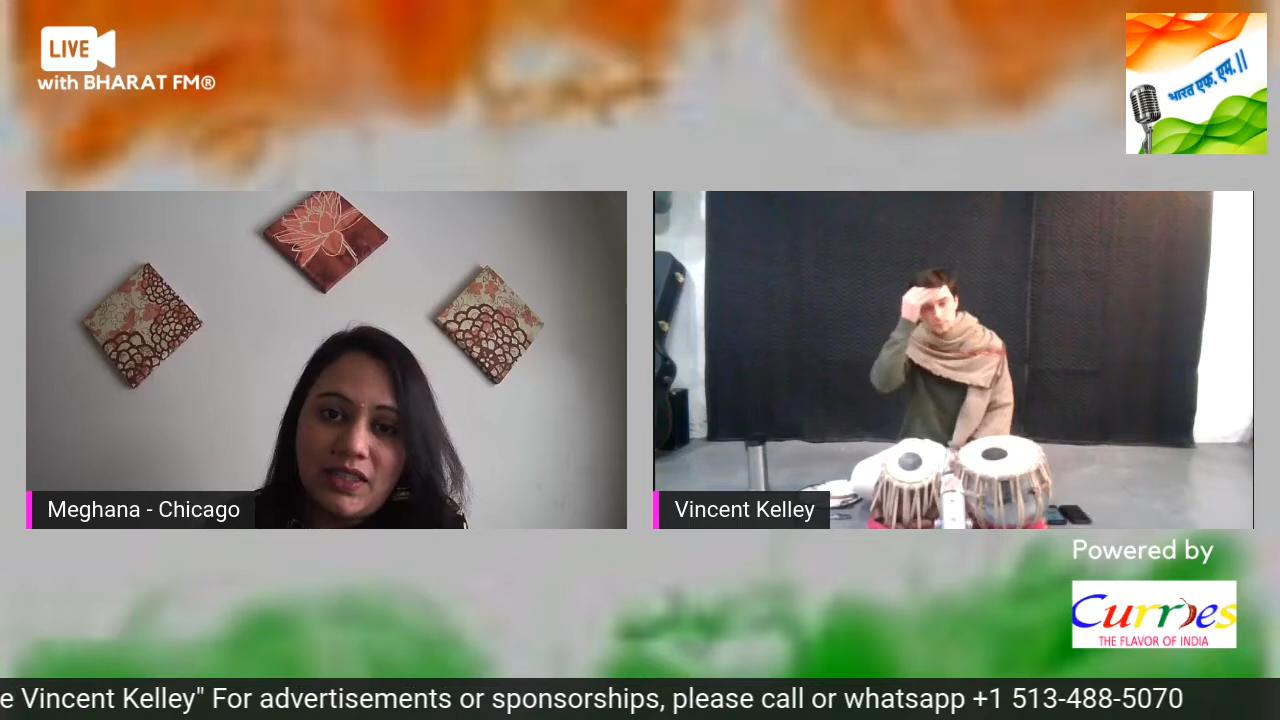 LIVE
with BHARAT FM®
भारत एफ. एम.||
Meghana - Chicago
Vincent Kelley
Powered by
Curries
THE FLAVOR OF INDIA
e Vincent Kelley" For advertisements or sponsorships, please call or whatsapp +1 513-488-5070